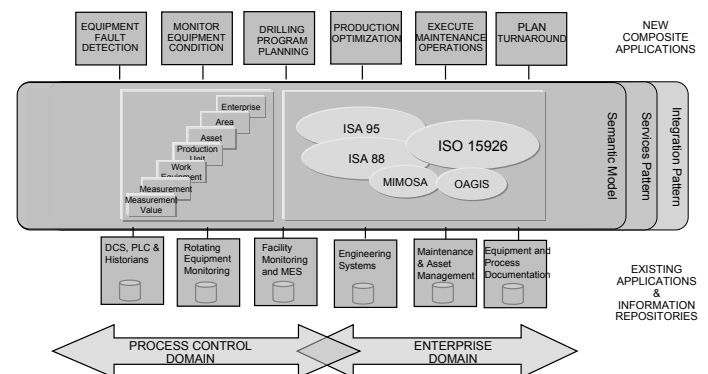 EQUIPMENT
FAULT
DETECTION
MONITOR
EQUIPMENT
CONDITION
DRILLING
PROGRAM
PLANNING
PRODUCTION
OPTIMIZATION
EXECUTE
MAINTENANCE
OPERATIONS
PLAN
TURNAROUND
NEW
COMPOSITE
APPLICATIONS
Enterprise
Area
Asset
Production
Unit
Work
Equipment
Measurement
Measurement
Value
ISA 95
ISA 88
ISO 15926
MIMOSA
OAGIS
Semantic Model
Services Pattern
Integration Pattern
DCS, PLC &
Historians
Rotating
Equipment
Monitoring
Facility
Monitoring
and MES
Engineering
Systems
Maintenance
& Asset
Management
Equipment and
Process
Documentation
EXISTING
APPLICATIONS
&
INFORMATION
REPOSITORIES
PROCESS CONTROL
DOMAIN
ENTERPRISE
DOMAIN